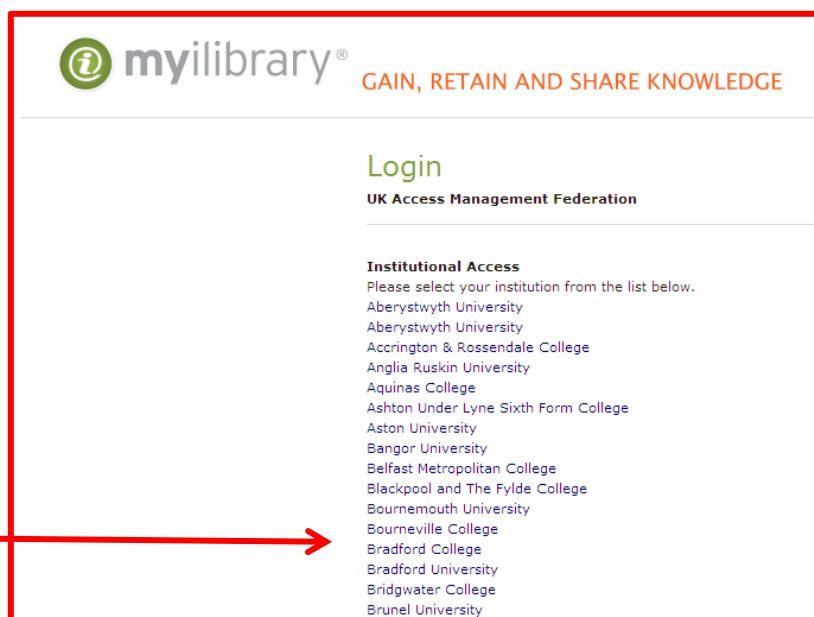 myilibrary® GAIN, RETAIN AND SHARE KNOWLEDGE
Login
UK Access Management Federation
Institutional Access
Please select your institution from the list below.
Aberystwyth University
Aberystwyth University
Accrington & Rossendale College
Anglia Ruskin University
Aquinas College
Ashton Under Lyne Sixth Form College
Aston University
Bangor University
Belfast Metropolitan College
Blackpool and The Fylde College
Bournemouth University
Bourneville College
Bradford College
Bradford University
Bridgwater College
Brunel University